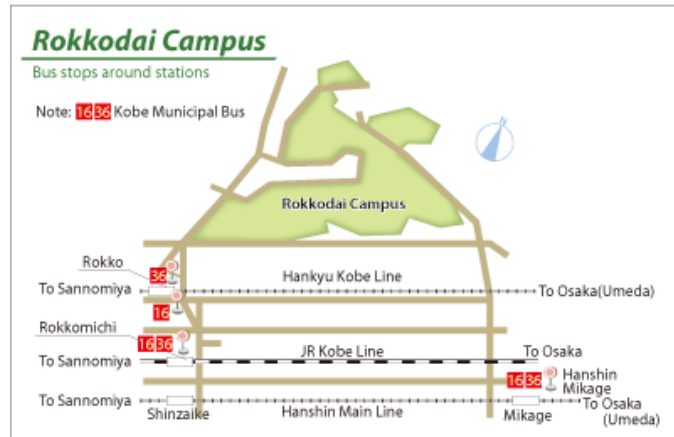 Rokkodai Campus
Bus stops around stations
Note: 16 36 Kobe Municipal Bus
Rokkodai Campus
Rokko
36
Hankyu Kobe Line
To Sannomiya
To Osaka(Umeda)
16
Rokkomichi
16 36
JR Kobe Line
To Osaka
To Sannomiya
16 36
Hanshin
Mikage
To Sannomiya
Shinzaike
Hanshin Main Line
Mikage
To Osaka
(Umeda)